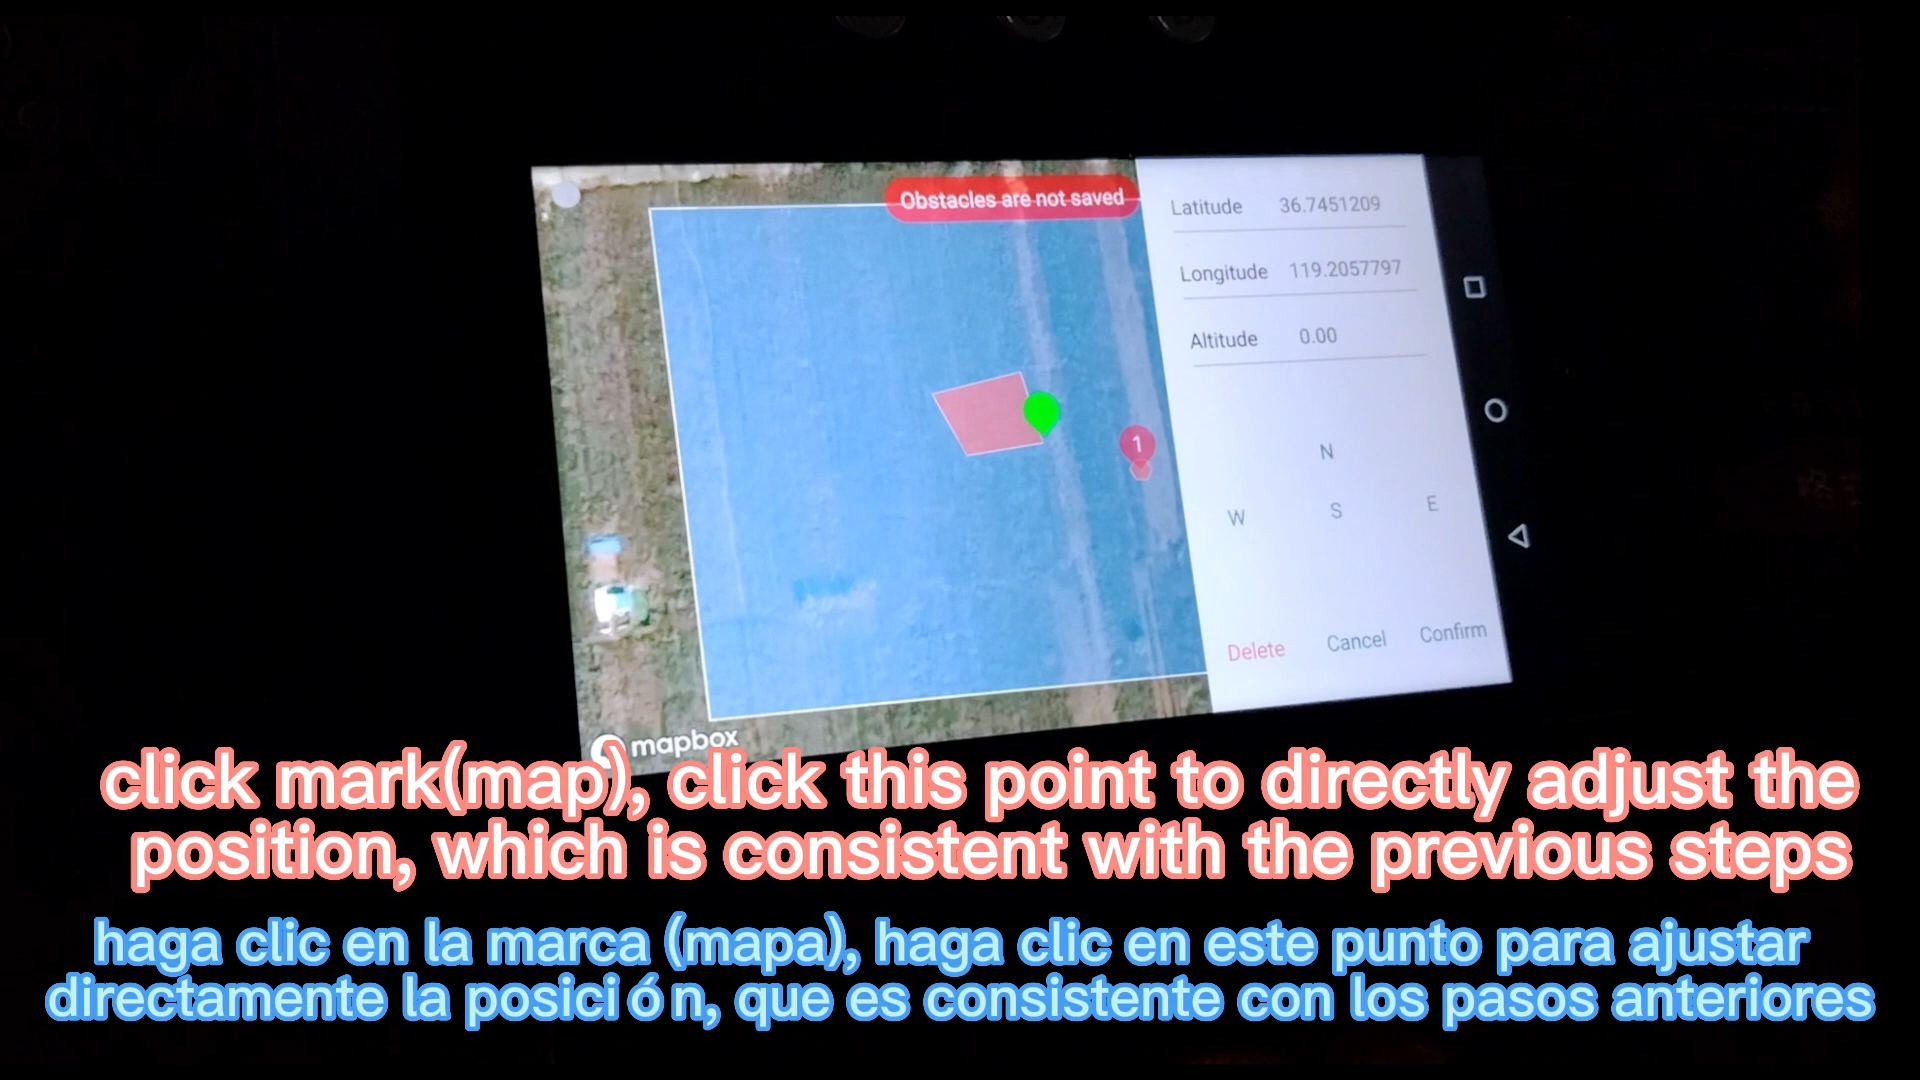 Obstacles are not saved
Latitude 36.7451209
Longitude 119.2057797
Altitude 0.00
1
N
W S E
Delete Cancel Confirm
mapbox
click mark(map), click this point to directly adjust the
position, which is consistent with the previous steps
haga clic en la marca (mapa), haga clic en este punto para ajustar
directamente la posición, que es consistente con los pasos anteriores